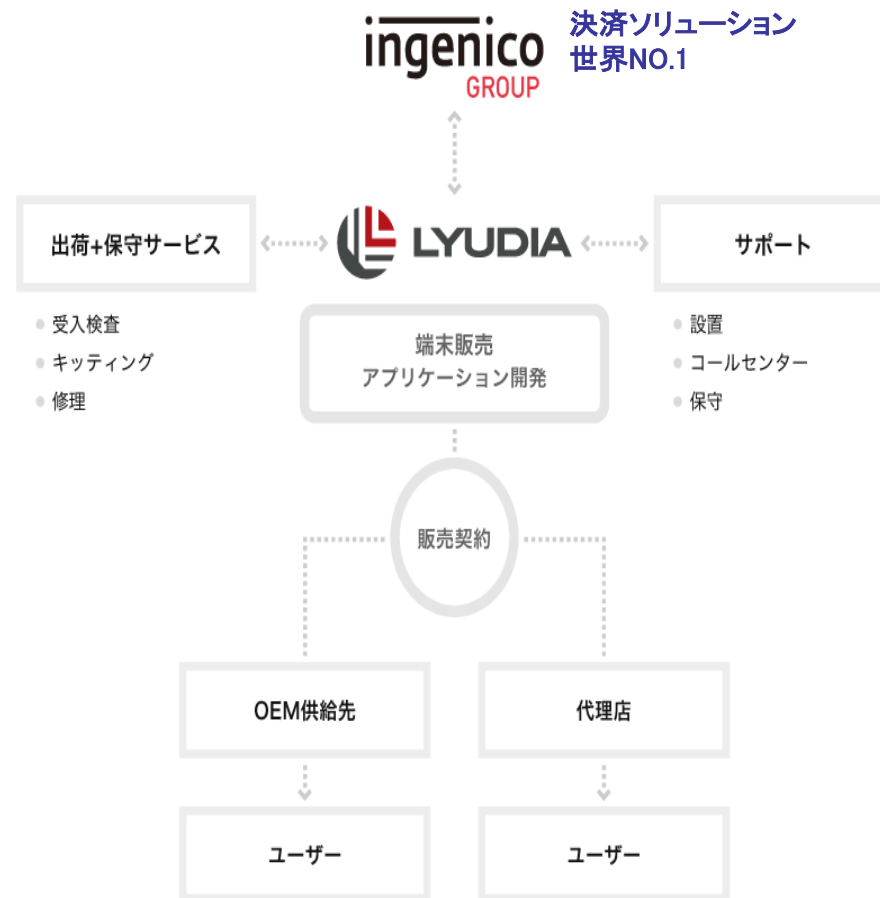 ingenico
GROUP
決済ソリューション
世界NO.1
出荷+保守サービス
LYUDIA
サポート
受入検査
キッティング
修理
端末販売
アプリケーション開発
設置
コールセンター
保守
販売契約
OEM供給先
代理店
ユーザー
ユーザー